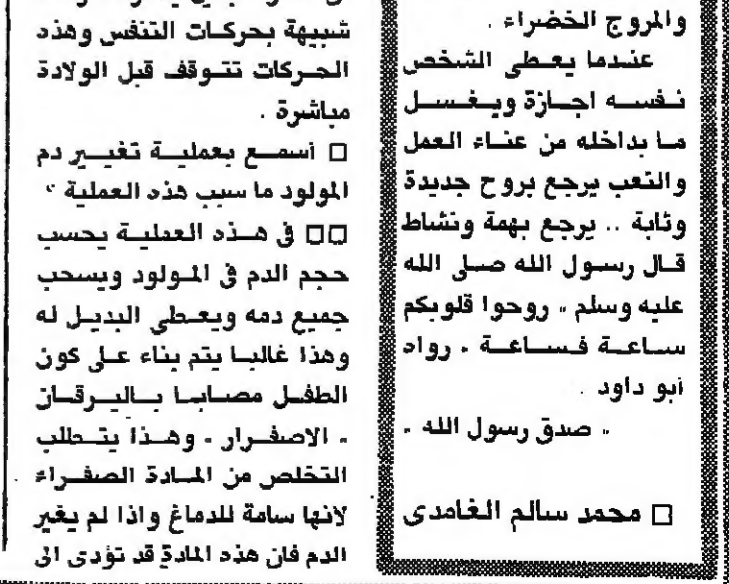 والمروج الخضراء .
عندما يعطى الشخص
نفسه اجازة ويغسل
ما بداخله من عناء العمل
والتعب يرجع بروح جديدة
وثابة .. يرجع بهمة ونشاط
قال رسول الله صلى الله
عليه وسلم " روحوا قلوبكم
ساعة فساعة " رواه
أبو داود .
" صدق رسول الله "
□ محمد سالم الغامدى
شبيهة بحركات التنفس وهذه
الحركات تتوقف قبل الولادة
مباشرة .
□ أسمع بعملية تغيير دم
المولود ما سبب هذه العملية ؟
□□ فى هذه العملية يحسب
حجم الدم فى المولود ويسحب
جميع دمه ويعطى البديل له
وهذا غالبا يتم بناء على كون
الطفل مصابا باليرقان
" الاصفرار " وهذا يتطلب
التخلص من المادة الصفراء
لانها سامة للدماغ واذا لم يغير
الدم فان هذه المادة قد تؤدى الى